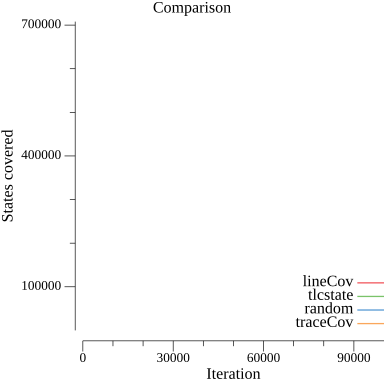 Comparison
700000
400000
100000
States covered
lineCov
tlcstate
random
traceCov
0 30000 60000 90000
Iteration